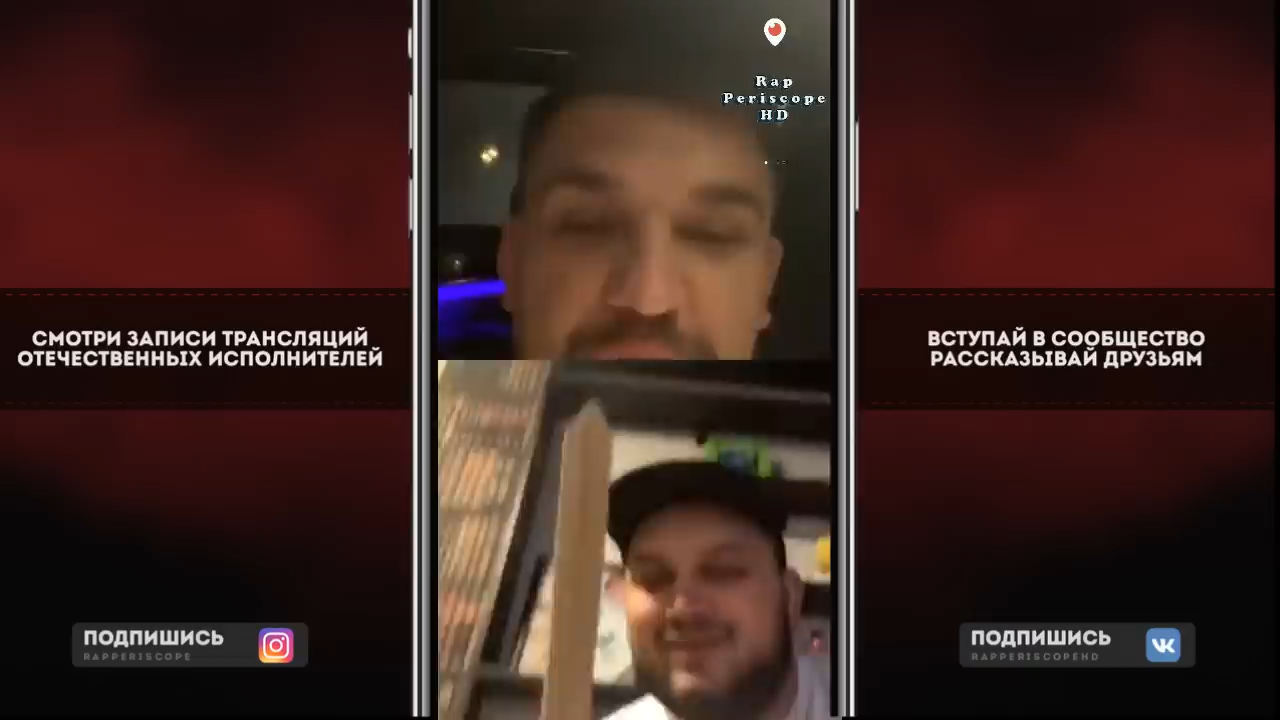 Rap
Periscope
HD
СМОТРИ ЗАПИСИ ТРАНСЛЯЦИЙ
ОТЕЧЕСТВЕННЫХ ИСПОЛНИТЕЛЕЙ
ВСТУПАЙ В СООБЩЕСТВО
РАССКАЗЫВАЙ ДРУЗЬЯМ
ПОДПИШИСЬ
RAPPERISCOPE
ПОДПИШИСЬ
RAPPERISCOPEHD